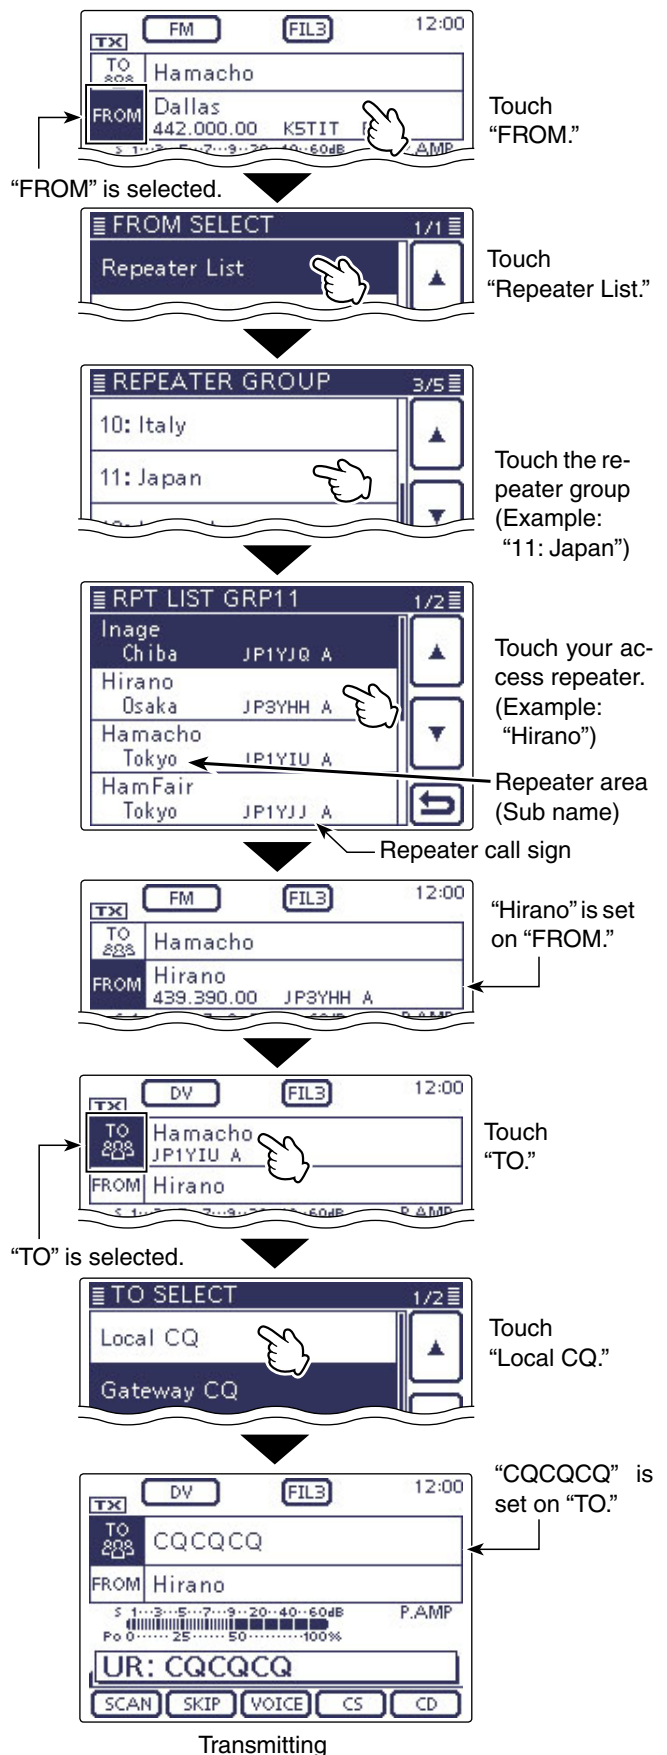 FM FIL3 12:00
TX
TO Hamacho
FROM Dallas
442.000.00 K5TIT
Touch
“FROM.”
“FROM” is selected.
FROM SELECT 1/1
Repeater List
Touch
“Repeater List.”
REPEATER GROUP 3/5
10: Italy
11: Japan
Touch the re-
peater group
(Example:
“11: Japan”)
RPT LIST GRP11 1/2
Inage
Chiba JP1YJQ A
Hirano
Osaka JP3YHH A
Hamacho
Tokyo JP1YIU A
HamFair
Tokyo JP1YJJ A
Touch your ac-
cess repeater.
(Example:
“Hirano”)
Repeater area
(Sub name)
Repeater call sign
FM FIL3 12:00
TX
TO Hamacho
FROM Hirano
439.390.00 JP3YHH A
“Hirano” is set
on “FROM.”
DV FIL3 12:00
TX
TO Hamacho
JP1YIU A
FROM Hirano
Touch
“TO.”
“TO” is selected.
TO SELECT 1/2
Local CQ
Gateway CQ
Touch
“Local CQ.”
DV FIL3 12:00
TX
TO CQCQCQ
FROM Hirano
S 1···3···5···7···9··20··40··60dB P.AMP
Po 0······25······50·········100%
UR: CQCQCQ
SCAN SKIP VOICE CS CD
“CQCQCQ” is
set on “TO.”
Transmitting